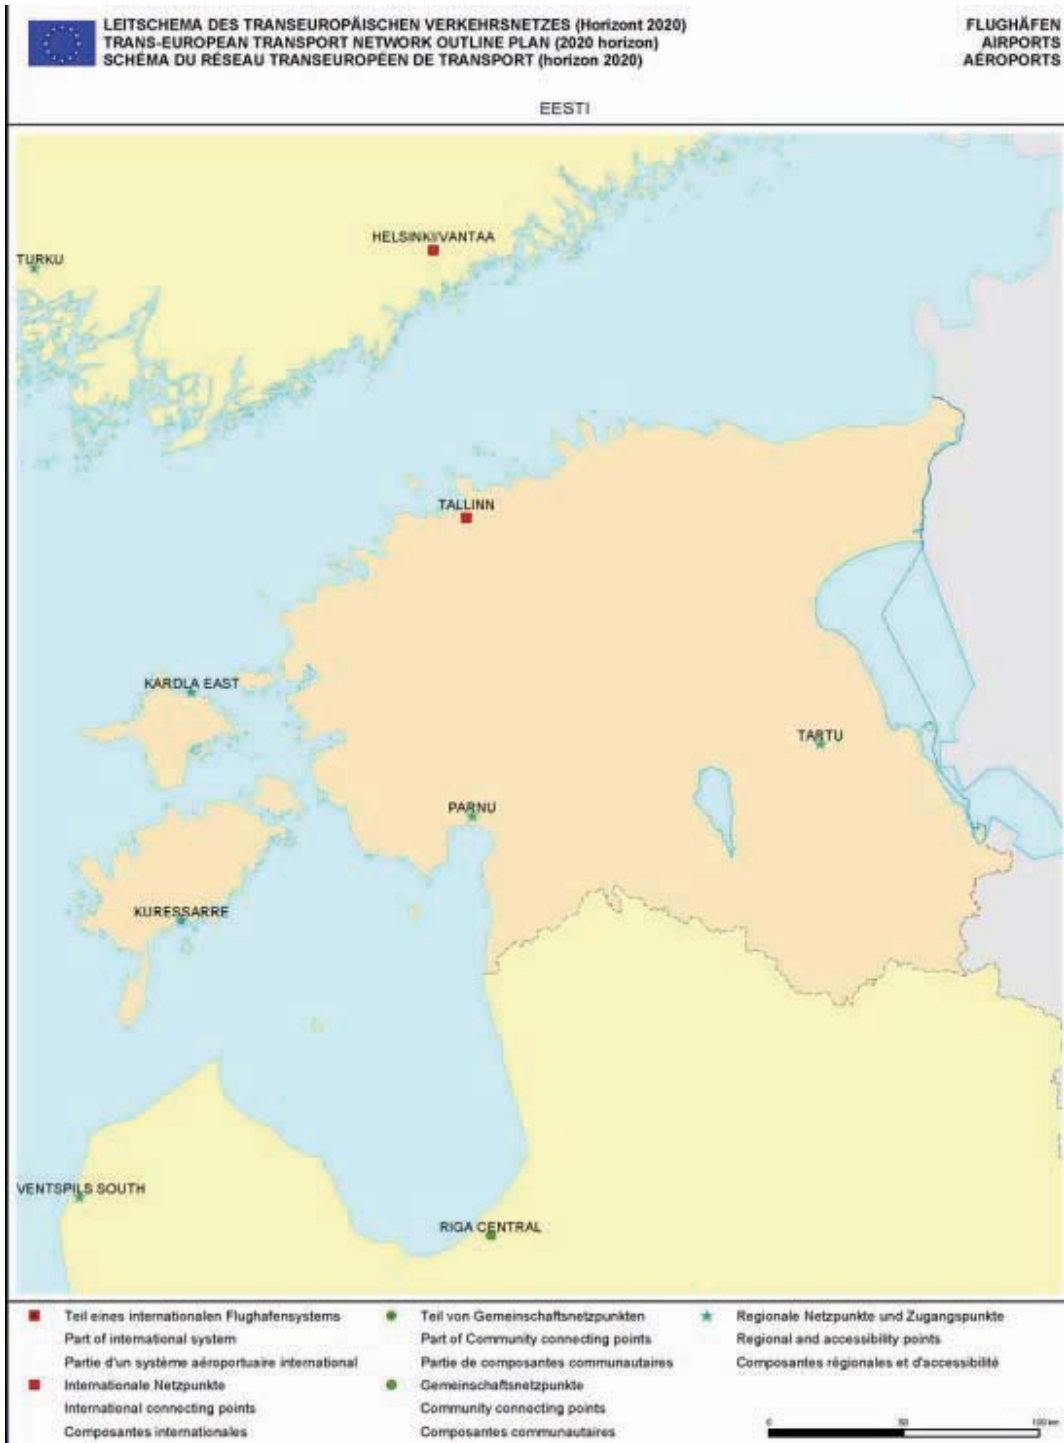 LEITSCHEMA DES TRANSEUROPÄISCHEN VERKEHRSNETZES (Horizont 2020)
TRANS-EUROPEAN TRANSPORT NETWORK OUTLINE PLAN (2020 horizon)
SCHÉMA DU RÉSEAU TRANSEUROPÉEN DE TRANSPORT (horizon 2020)
FLUGHÄFEN
AIRPORTS
AÉROPORTS
EESTI
HELSINKI/VANTAA
TURKU
TALLINN
KARDLA EAST
TARTU
PARNU
KURESSARRE
VENTSPILS SOUTH
RIGA CENTRAL
Teil eines internationalen Flughafensystems
Part of international system
Partie d'un système aéroportuaire international
Internationale Netzpunkte
International connecting points
Composantes internationales
Teil von Gemeinschaftsnetzpunkten
Part of Community connecting points
Partie de composantes communautaires
Gemeinschaftsnetzpunkte
Community connecting points
Composantes communautaires
Regionale Netzpunkte und Zugangspunkte
Regional and accessibility points
Composantes régionales et d'accessibilité
0 50 100 km